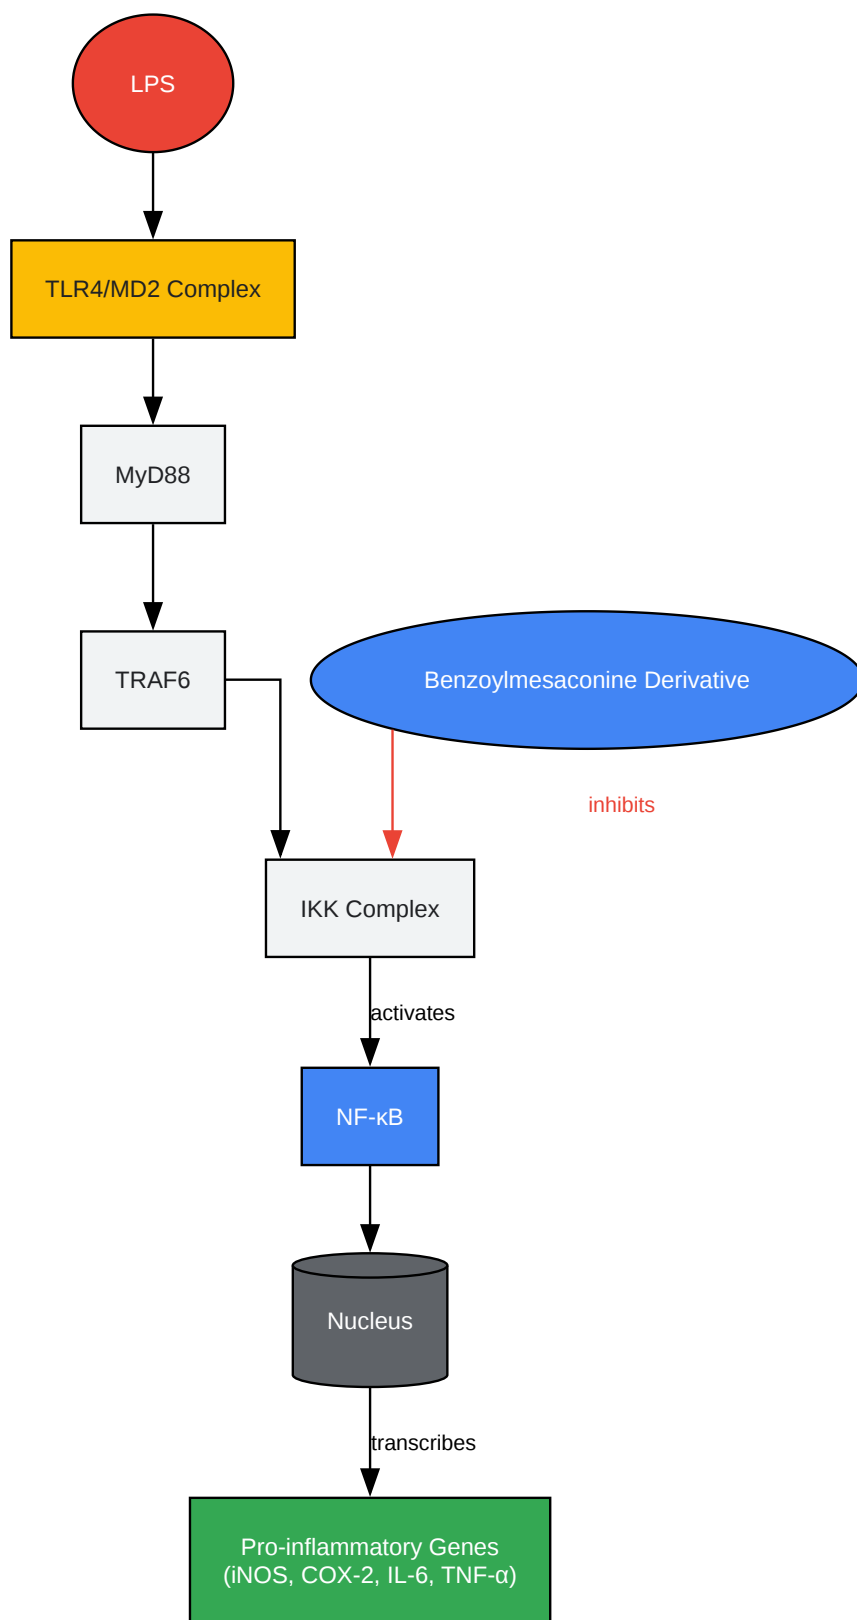 LPS
TLR4/MD2 Complex
MyD88
TRAF6
Benzoylmesaconine Derivative
inhibits
IKK Complex
activates
NF-κB
Nucleus
transcribes
Pro-inflammatory Genes
(iNOS, COX-2, IL-6, TNF-α)